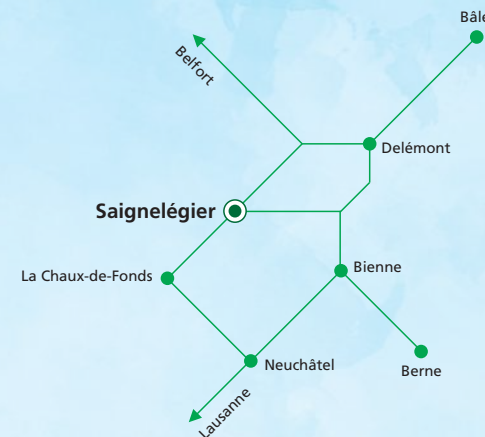 Bâle
Belfort
Delémont
Saignelégier
La Chaux-de-Fonds
Bienne
Neuchâtel
Berne
Lausanne